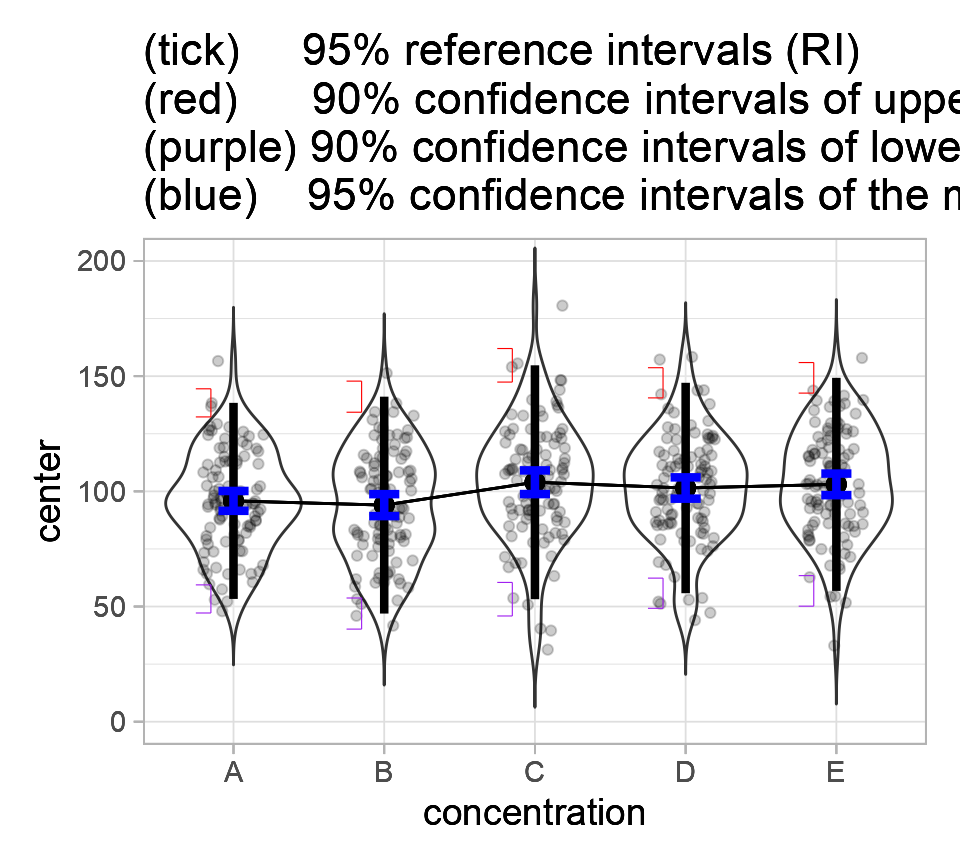 (tick) 95% reference intervals (RI)
(red) 90% confidence intervals of uppe
(purple) 90% confidence intervals of lowe
(blue) 95% confidence intervals of the m
200
150
100
50
0
center
A B C D E
concentration